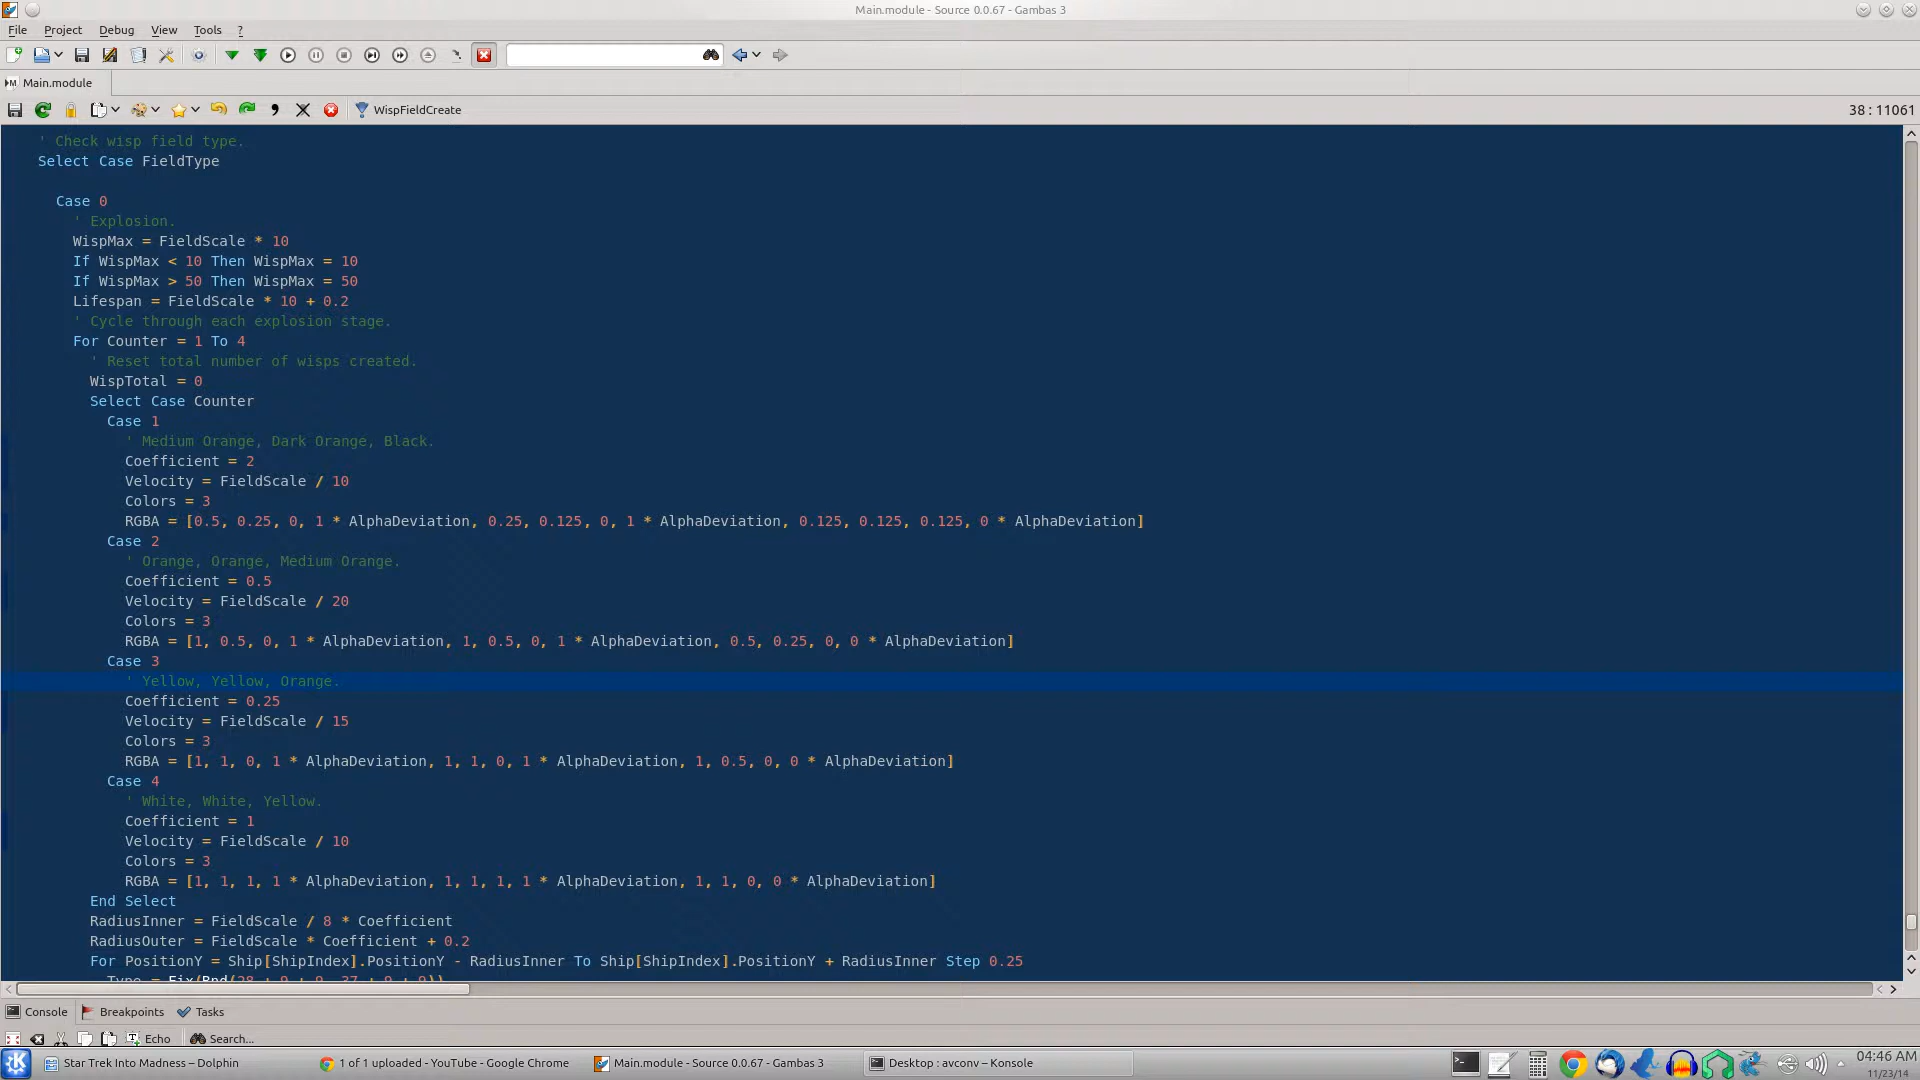 Main.module - Source 0.0.67 - Gambas 3
File Project Debug View Tools ?
Main.module
WispFieldCreate 38 : 11061
' Check wisp field type.
Select Case FieldType
Case 0
' Explosion.
WispMax = FieldScale * 10
If WispMax < 10 Then WispMax = 10
If WispMax > 50 Then WispMax = 50
Lifespan = FieldScale * 10 + 0.2
' Cycle through each explosion stage.
For Counter = 1 To 4
' Reset total number of wisps created.
WispTotal = 0
Select Case Counter
Case 1
' Medium Orange, Dark Orange, Black.
Coefficient = 2
Velocity = FieldScale / 10
Colors = 3
RGBA = [0.5, 0.25, 0, 1 * AlphaDeviation, 0.25, 0.125, 0, 1 * AlphaDeviation, 0.125, 0.125, 0.125, 0 * AlphaDeviation]
Case 2
' Orange, Orange, Medium Orange.
Coefficient = 0.5
Velocity = FieldScale / 20
Colors = 3
RGBA = [1, 0.5, 0, 1 * AlphaDeviation, 1, 0.5, 0, 1 * AlphaDeviation, 0.5, 0.25, 0, 0 * AlphaDeviation]
Case 3
' Yellow, Yellow, Orange.
Coefficient = 0.25
Velocity = FieldScale / 15
Colors = 3
RGBA = [1, 1, 0, 1 * AlphaDeviation, 1, 1, 0, 1 * AlphaDeviation, 1, 0.5, 0, 0 * AlphaDeviation]
Case 4
' White, White, Yellow.
Coefficient = 1
Velocity = FieldScale / 10
Colors = 3
RGBA = [1, 1, 1, 1 * AlphaDeviation, 1, 1, 1, 1 * AlphaDeviation, 1, 1, 0, 0 * AlphaDeviation]
End Select
RadiusInner = FieldScale / 8 * Coefficient
RadiusOuter = FieldScale * Coefficient + 0.2
For PositionY = Ship[ShipIndex].PositionY - RadiusInner To Ship[ShipIndex].PositionY + RadiusInner Step 0.25
Console Breakpoints Tasks
Echo Search...
Star Trek Into Madness – Dolphin 1 of 1 uploaded - YouTube - Google Chrome Main.module - Source 0.0.67 - Gambas 3 Desktop : avconv – Konsole 04:46 AM
11/23/14